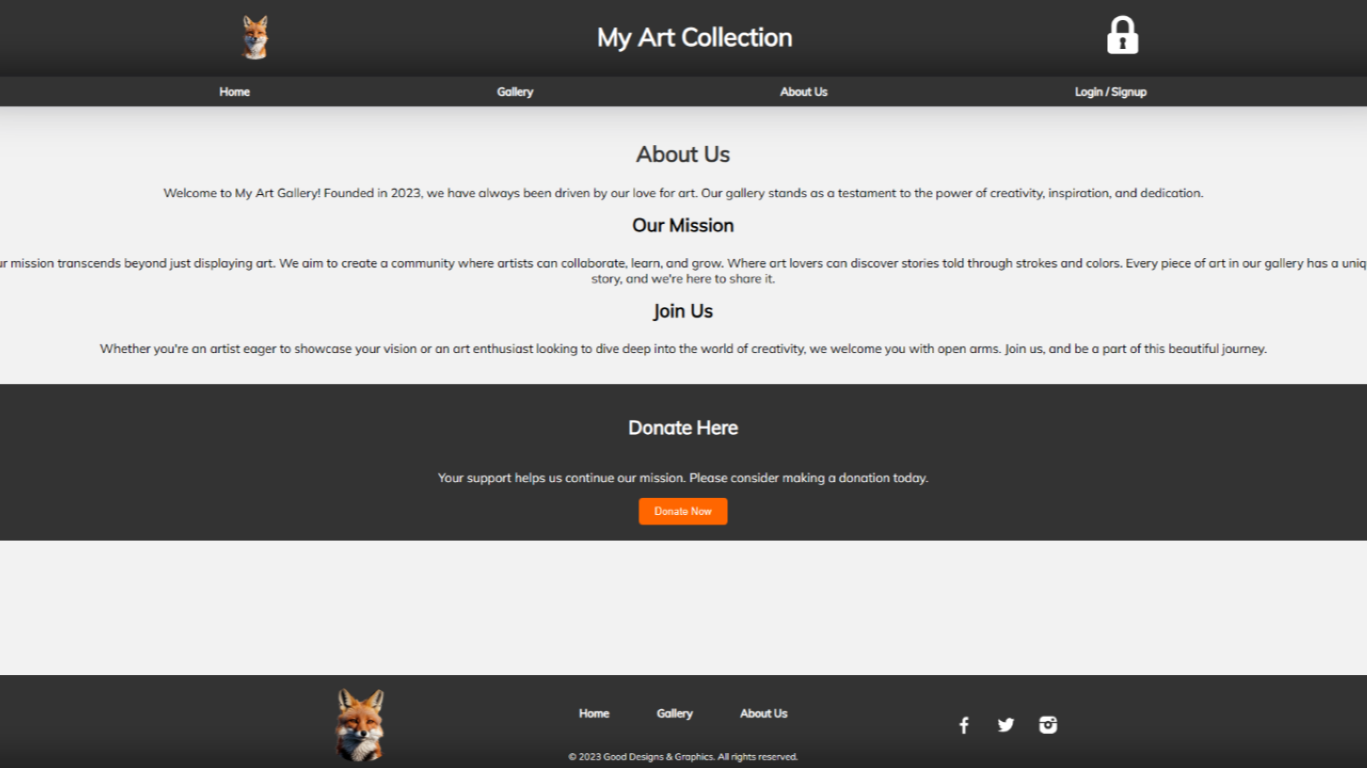 My Art Collection
Home
Gallery
About Us
Login / Signup
About Us
Welcome to My Art Gallery! Founded in 2023, we have always been driven by our love for art. Our gallery stands as a testament to the power of creativity, inspiration, and dedication.
Our Mission
mission transcends beyond just displaying art. We aim to create a community where artists can collaborate, learn, and grow. Where art lovers can discover stories told through strokes and colors. Every piece of art in our gallery has a
story, and we're here to share it.
Join Us
Whether you're an artist eager to showcase your vision or an art enthusiast looking to dive deep into the world of creativity, we welcome you with open arms. Join us, and be a part of this beautiful journey.
Donate Here
Your support helps us continue our mission. Please consider making a donation today.
Donate Now
Home
Gallery
About Us
© 2023 Good Designs & Graphics. All rights reserved.